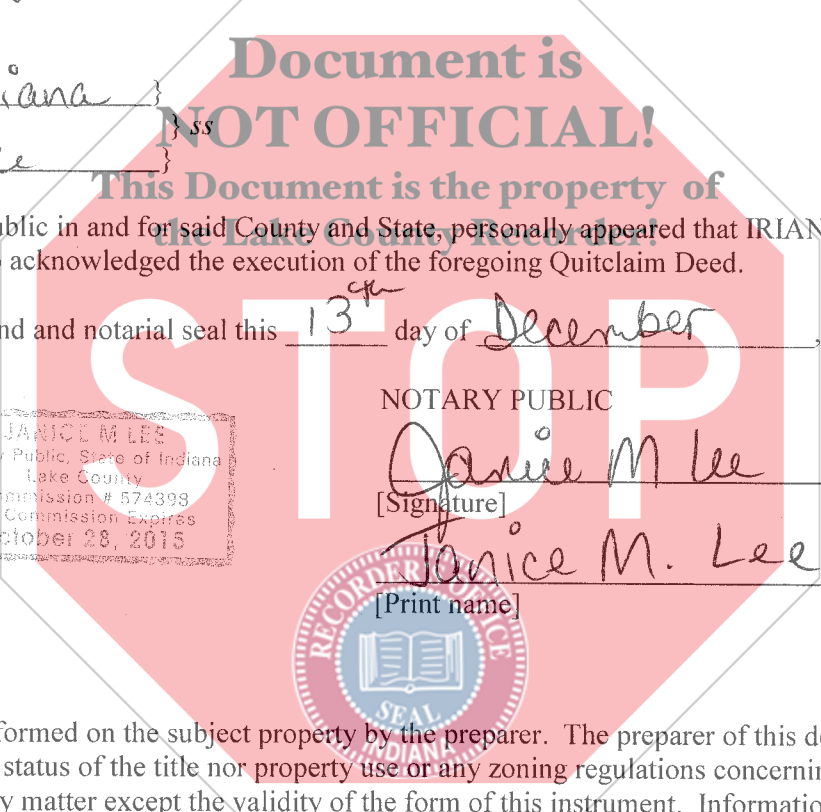 Document is
NOT OFFICIAL!
This Document is the property of
the Lake County Recorder!
iana }
} ss
e }
ublic in and for said County and State, personally appeared that IRIAN
acknowledged the execution of the foregoing Quitclaim Deed.
nd and notarial seal this 13th day of December,
STOP
NOTARY PUBLIC
JANICE M LEE
Public, State of Indiana
Lake County
mmission # 574398
Commission Expires
ctober 28, 2015
Janice M Lee
[Signature]
Janice M. Lee
[Print name]
RECORDER OFFICE
SEAL
INDIANA
formed on the subject property by the preparer. The preparer of this d
status of the title nor property use or any zoning regulations concernin
y matter except the validity of the form of this instrument. Informatio